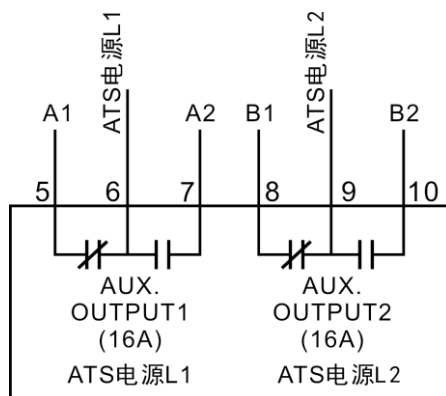 ATS电源L1
ATS电源L2
A1
A2
B1
B2
5
6
7
8
9
10
AUX.
OUTPUT1
(16A)
ATS电源L1
AUX.
OUTPUT2
(16A)
ATS电源L2